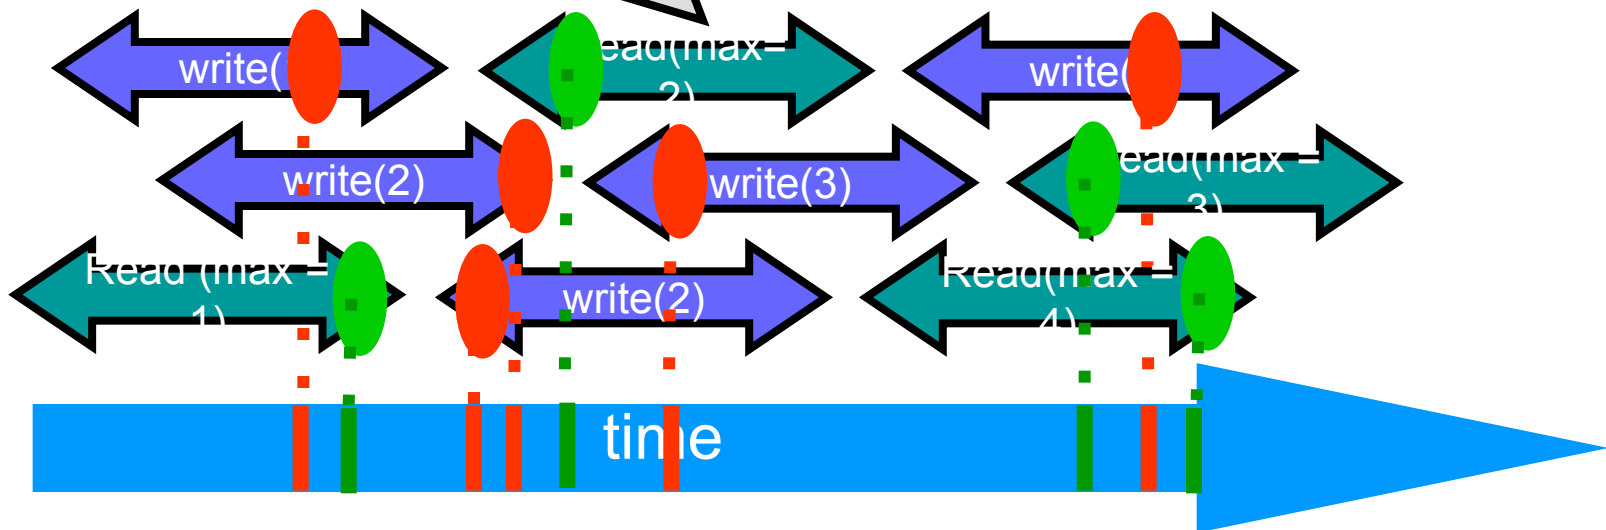 write(
ead(max=
2)
write(
write(2)
write(3)
ead(max =
3)
Read (max =
1)
write(2)
Read(max =
4)
time